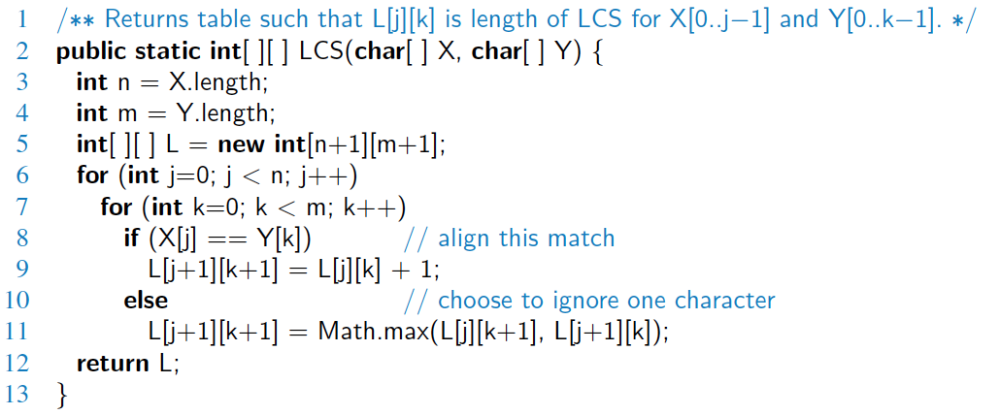 1 /** Returns table such that L[j][k] is length of LCS for X[0..j−1] and Y[0..k−1]. */
2 public static int[ ][ ] LCS(char[ ] X, char[ ] Y) {
3 int n = X.length;
4 int m = Y.length;
5 int[ ][ ] L = new int[n+1][m+1];
6 for (int j=0; j < n; j++)
7 for (int k=0; k < m; k++)
8 if (X[j] == Y[k]) // align this match
9 L[j+1][k+1] = L[j][k] + 1;
10 else // choose to ignore one character
11 L[j+1][k+1] = Math.max(L[j][k+1], L[j+1][k]);
12 return L;
13 }